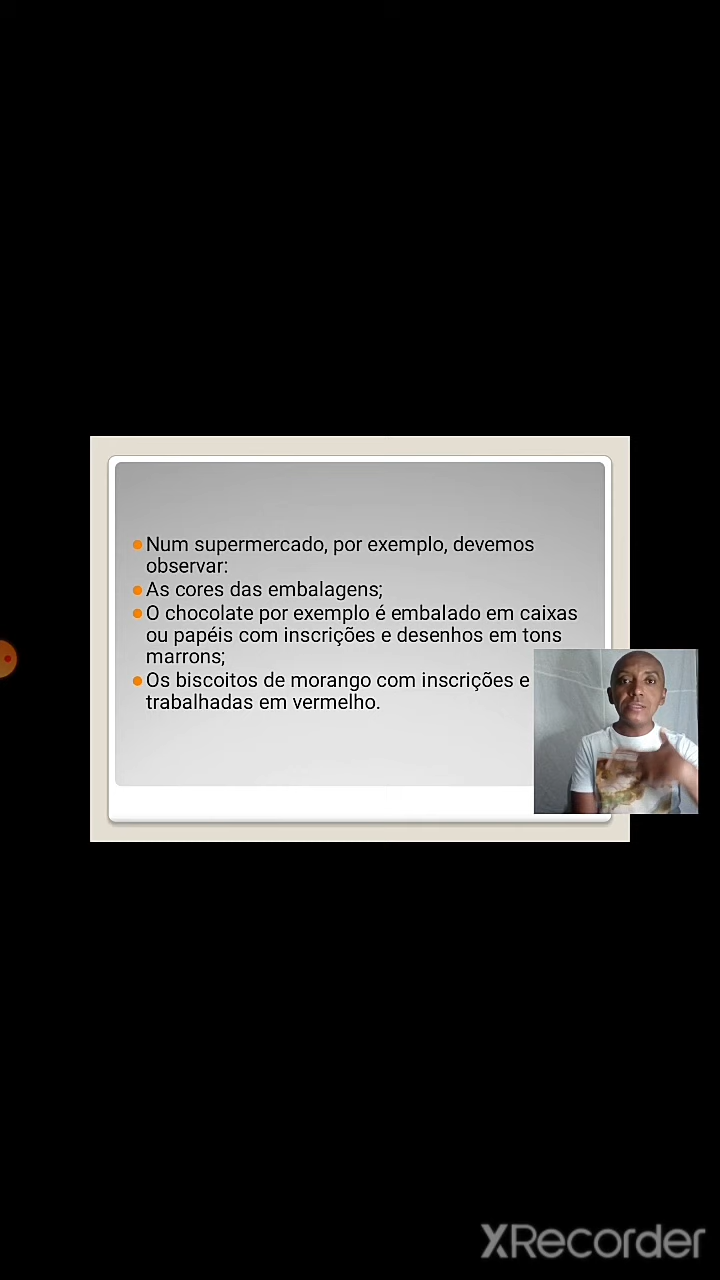 Num supermercado, por exemplo, devemos
observar:
As cores das embalagens;
O chocolate por exemplo é embalado em caixas
ou papéis com inscrições e desenhos em tons
marrons;
Os biscoitos de morango com inscrições e
trabalhadas em vermelho.
XRecorder